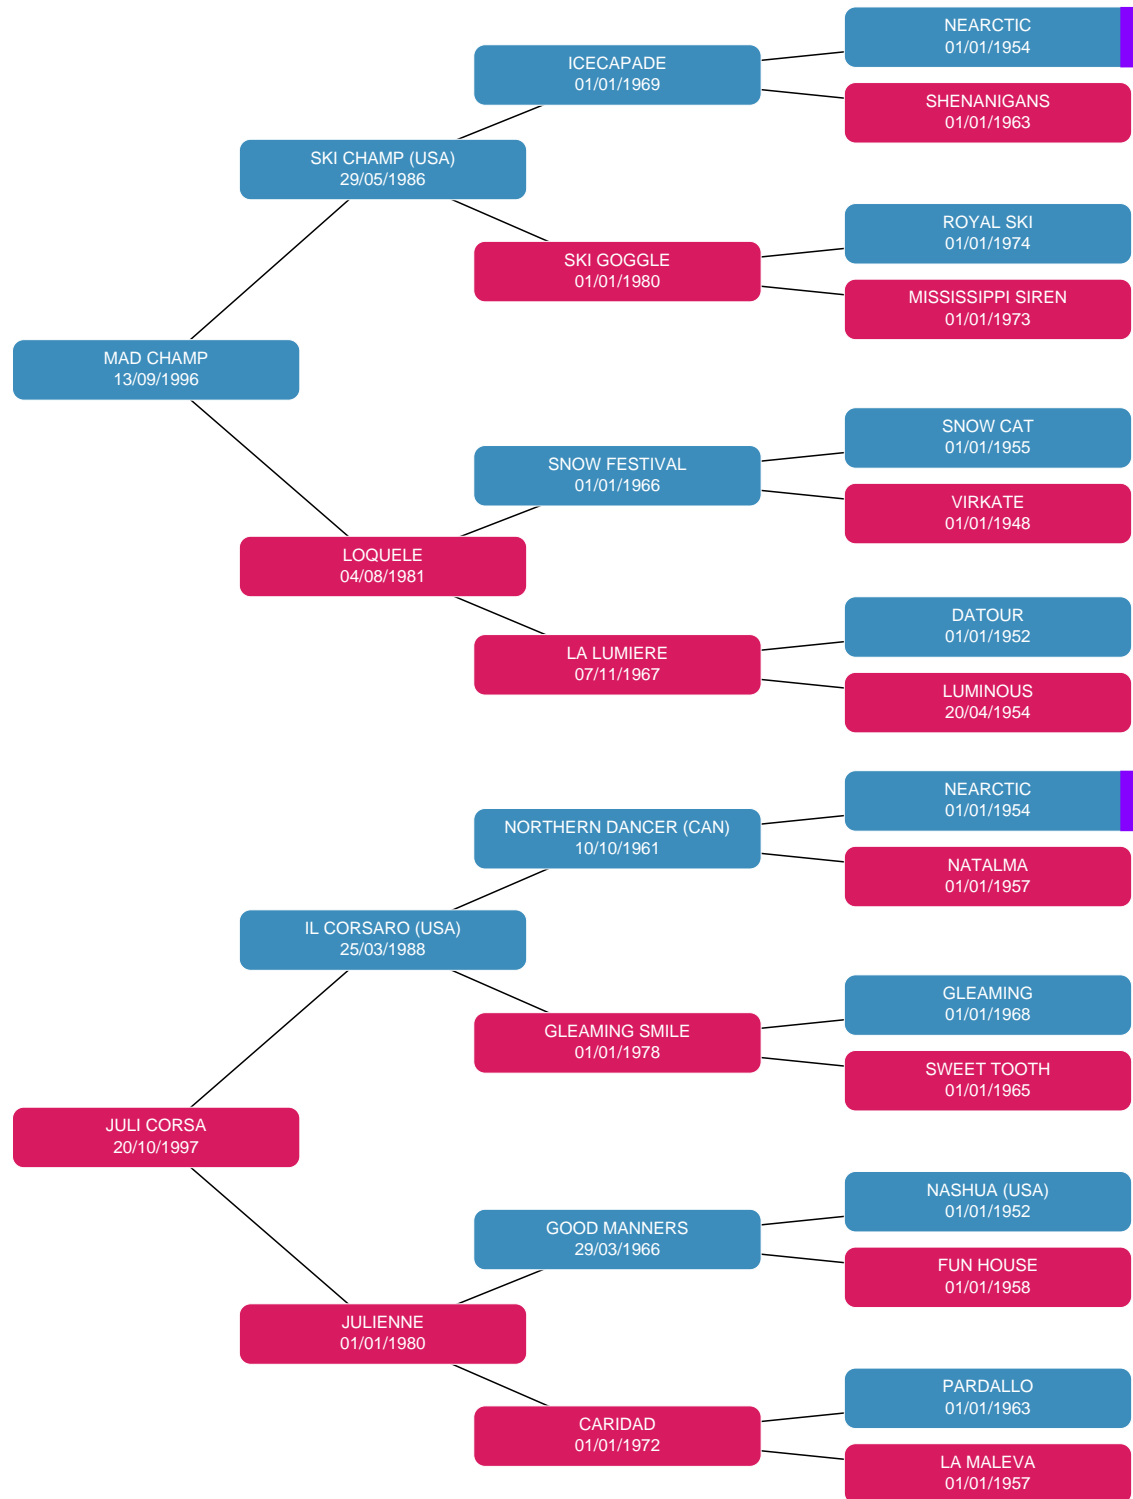 NEARCTIC
01/01/1954
ICECAPADE
01/01/1969
SHENANIGANS
01/01/1963
SKI CHAMP (USA)
29/05/1986
ROYAL SKI
01/01/1974
SKI GOGGLE
01/01/1980
MISSISSIPPI SIREN
01/01/1973
MAD CHAMP
13/09/1996
SNOW CAT
01/01/1955
SNOW FESTIVAL
01/01/1966
VIRKATE
01/01/1948
LOQUELE
04/08/1981
DATOUR
01/01/1952
LA LUMIERE
07/11/1967
LUMINOUS
20/04/1954
NEARCTIC
01/01/1954
NORTHERN DANCER (CAN)
10/10/1961
NATALMA
01/01/1957
IL CORSARO (USA)
25/03/1988
GLEAMING
01/01/1968
GLEAMING SMILE
01/01/1978
SWEET TOOTH
01/01/1965
JULI CORSA
20/10/1997
NASHUA (USA)
01/01/1952
GOOD MANNERS
29/03/1966
FUN HOUSE
01/01/1958
JULIENNE
01/01/1980
PARDALLO
01/01/1963
CARIDAD
01/01/1972
LA MALEVA
01/01/1957